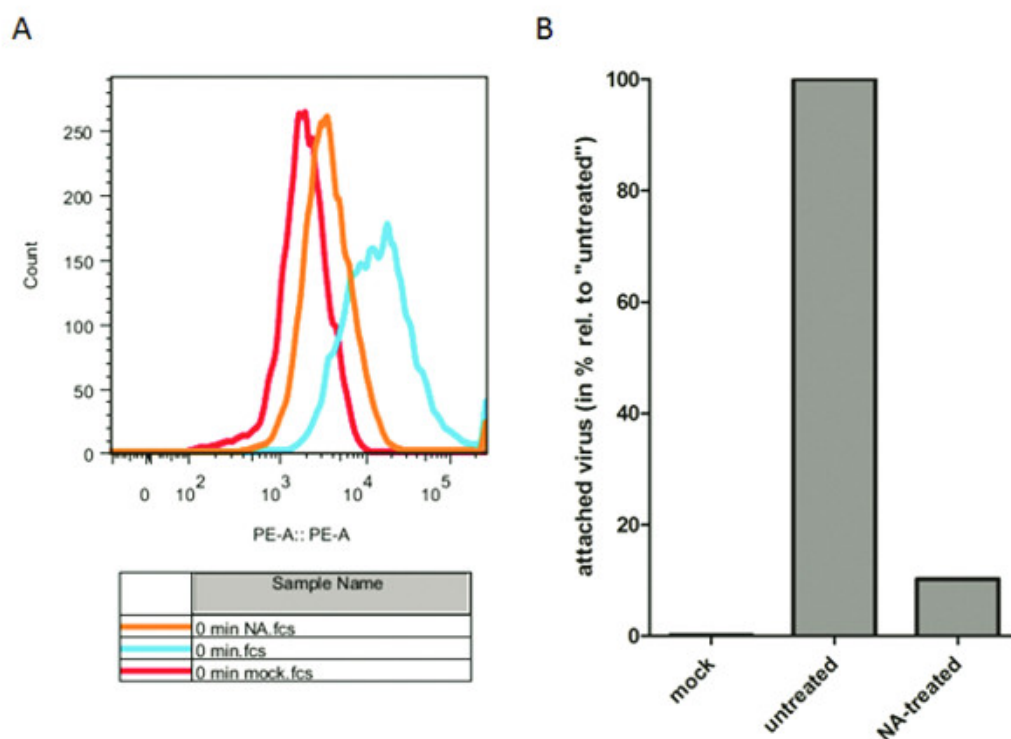 A
B
250
200
150
100
50
0
Count
0 10^2 10^3 10^4 10^5
PE-A:: PE-A
Sample Name
0 min NA.fcs
0 min.fcs
0 min mock.fcs
attached virus (in % rel. to "untreated")
100
80
60
40
20
0
mock
untreated
NA-treated